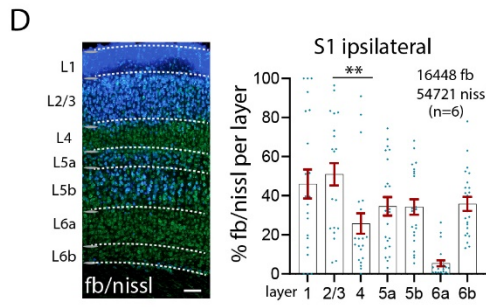 D
L1
L2/3
L4
L5a
L5b
L6a
L6b
fb/nissl
S1 ipsilateral
**
16448 fb
54721 niss
(n=6)
% fb/nissl per layer
100
80
60
40
20
0
layer 1 2/3 4 5a 5b 6a 6b